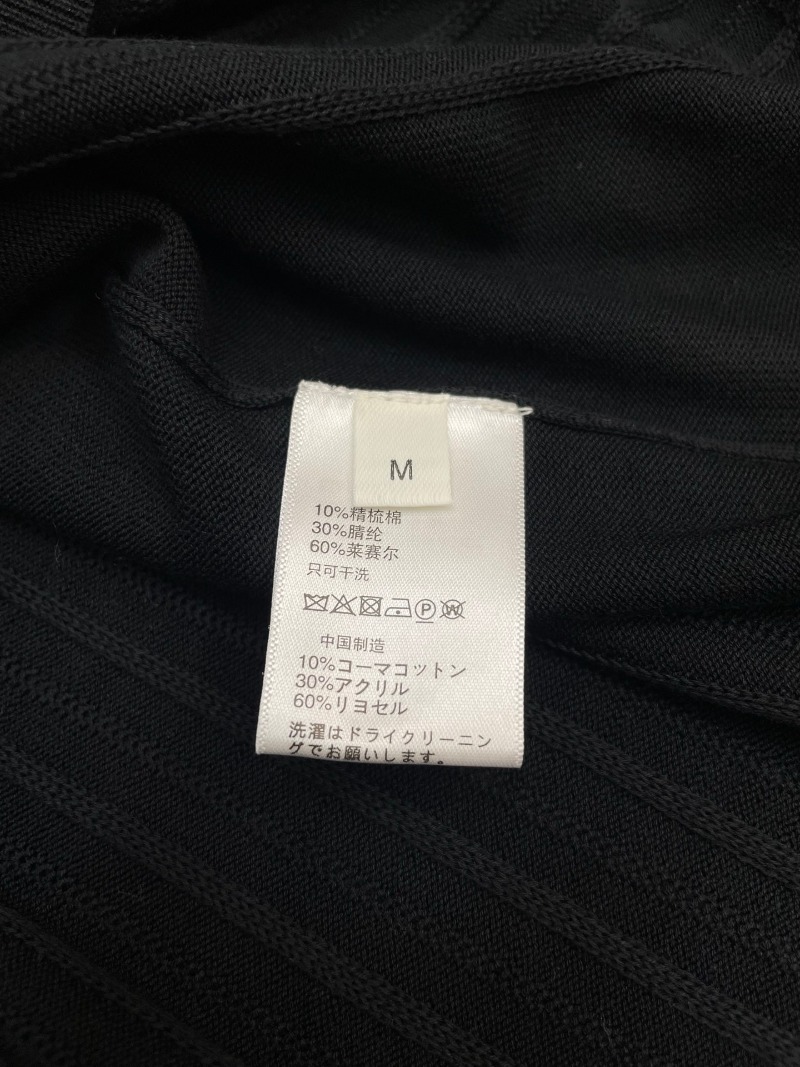 M
10%精梳棉
30%腈纶
60%莱赛尔
只可干洗
P W
中国制造
10%コーマコットン
30%アクリル
60%リヨセル
洗濯はドライクリーニン
グでお願いします。